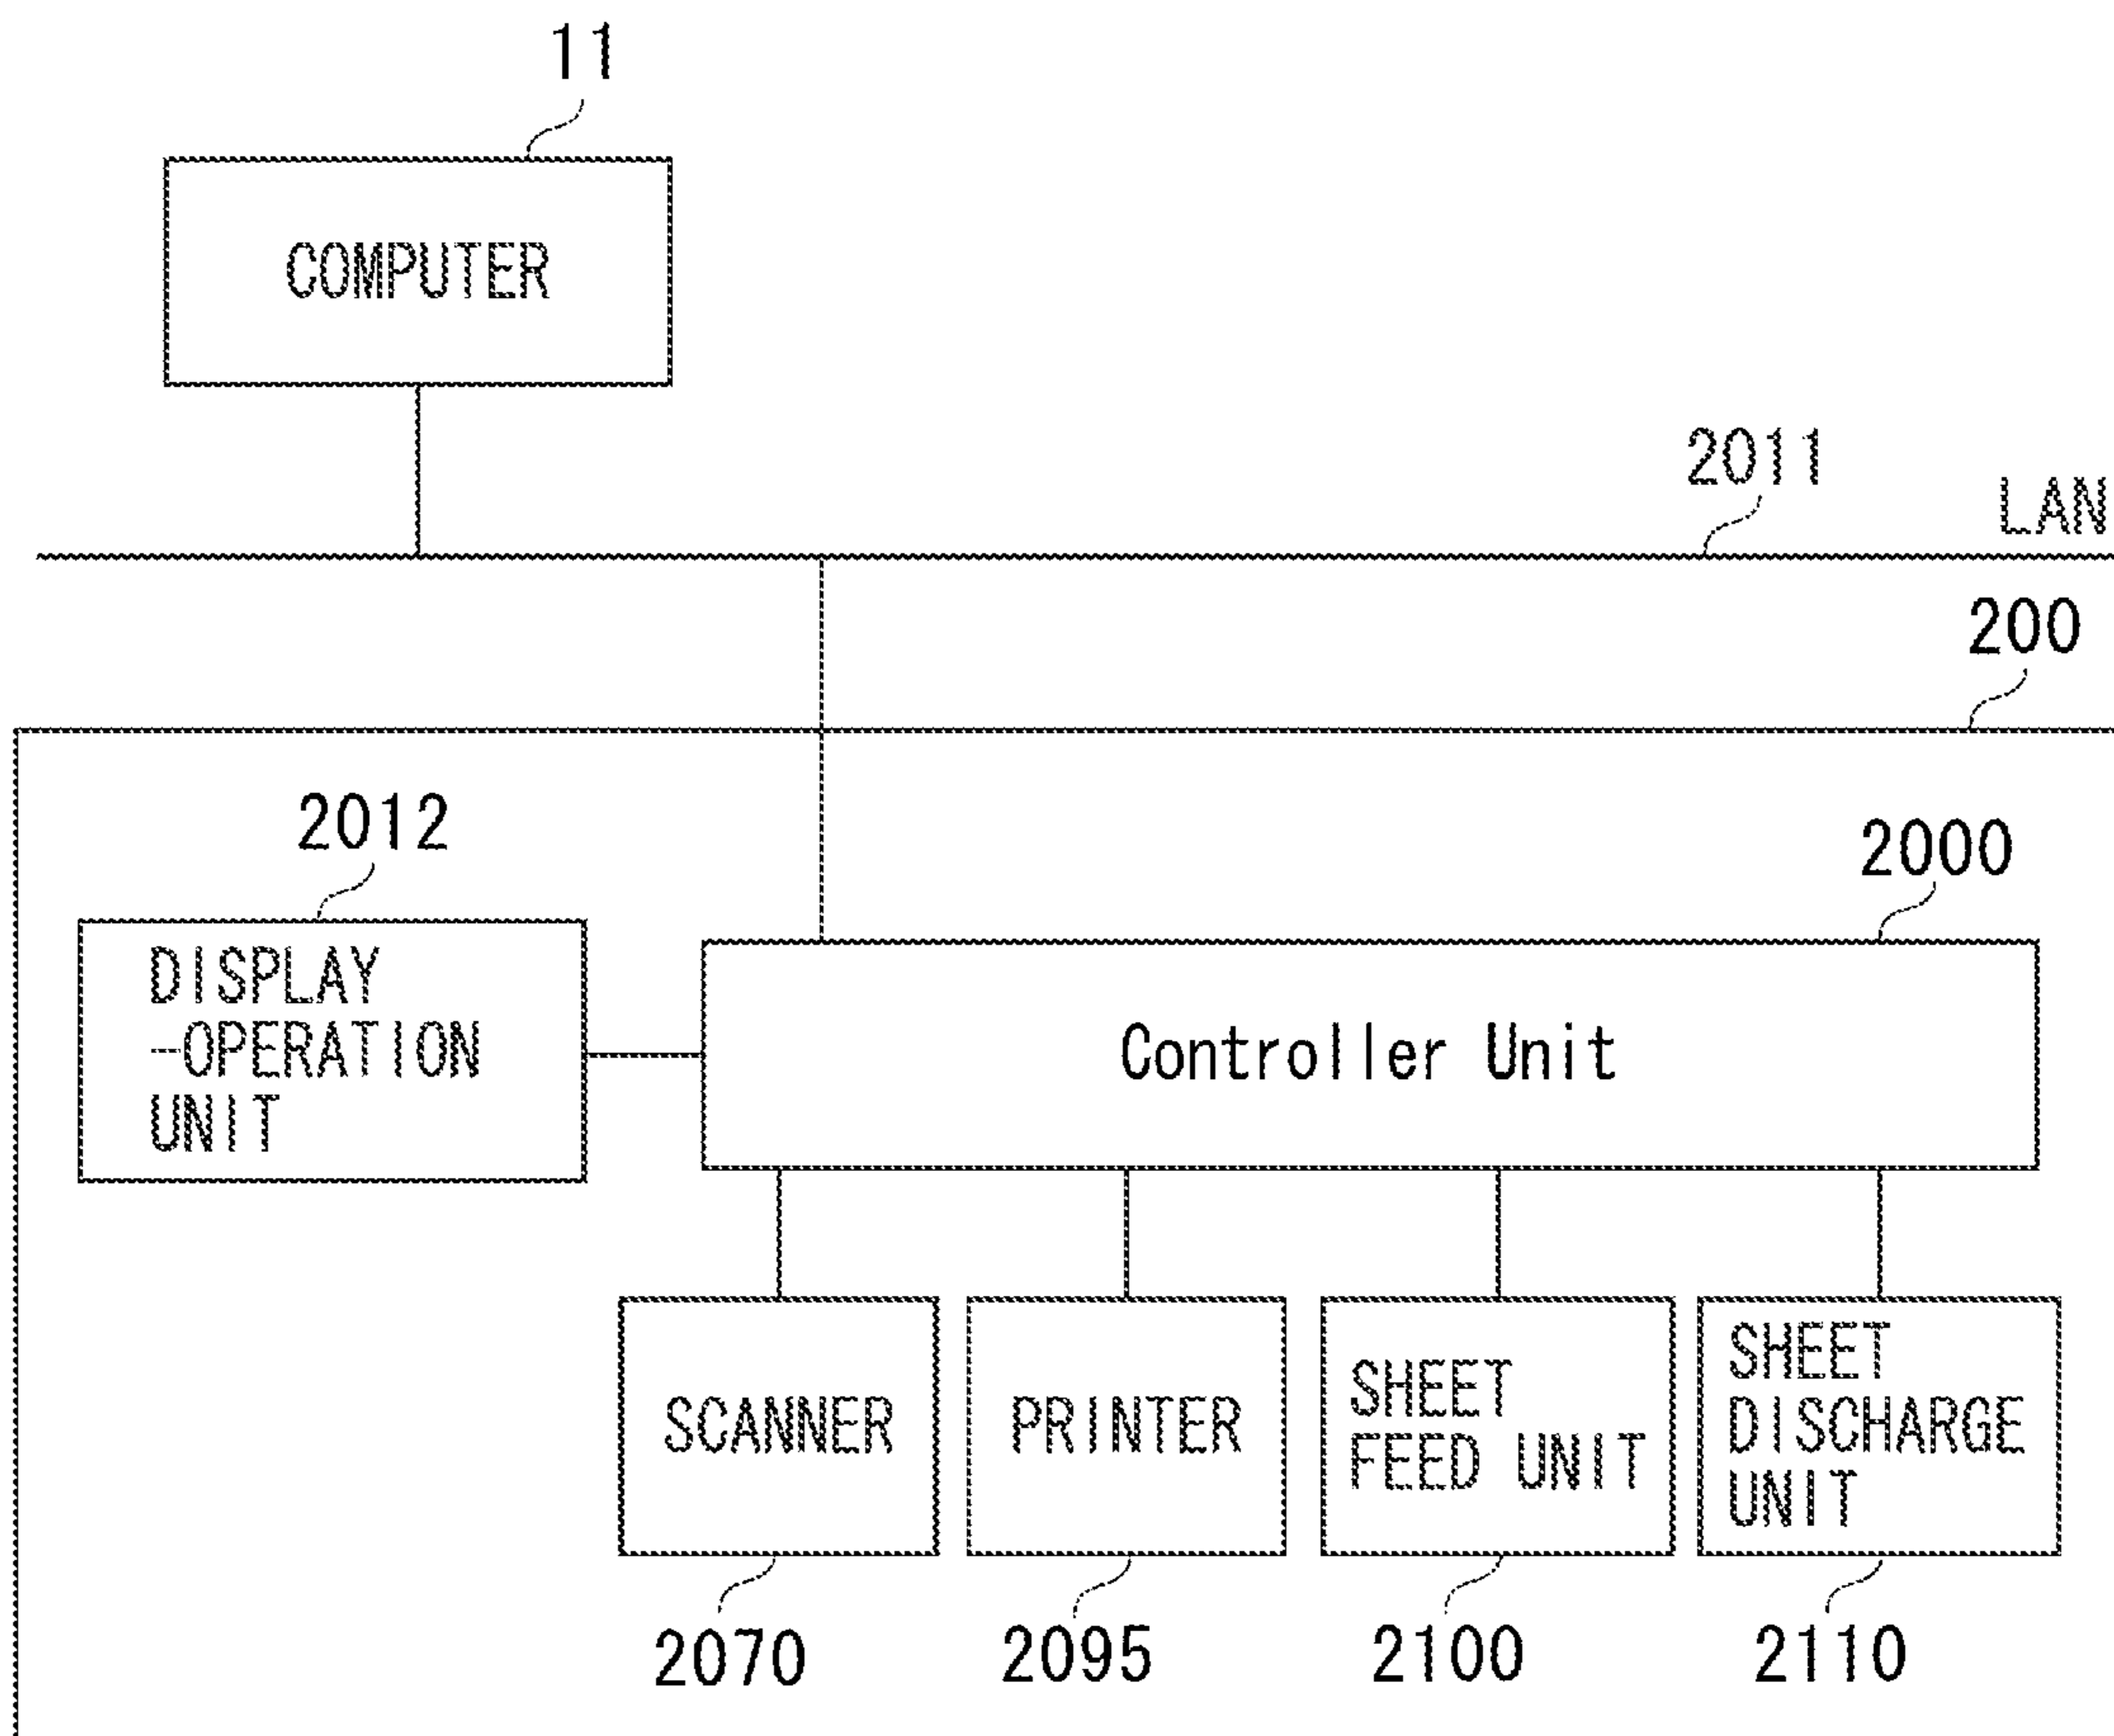 11
COMPUTER
2011
LAN
200
2012
2000
DISPLAY
-OPERATION
UNIT
Controller Unit
SCANNER
PRINTER
SHEET
FEED UNIT
SHEET
DISCHARGE
UNIT
2070
2095
2100
2110